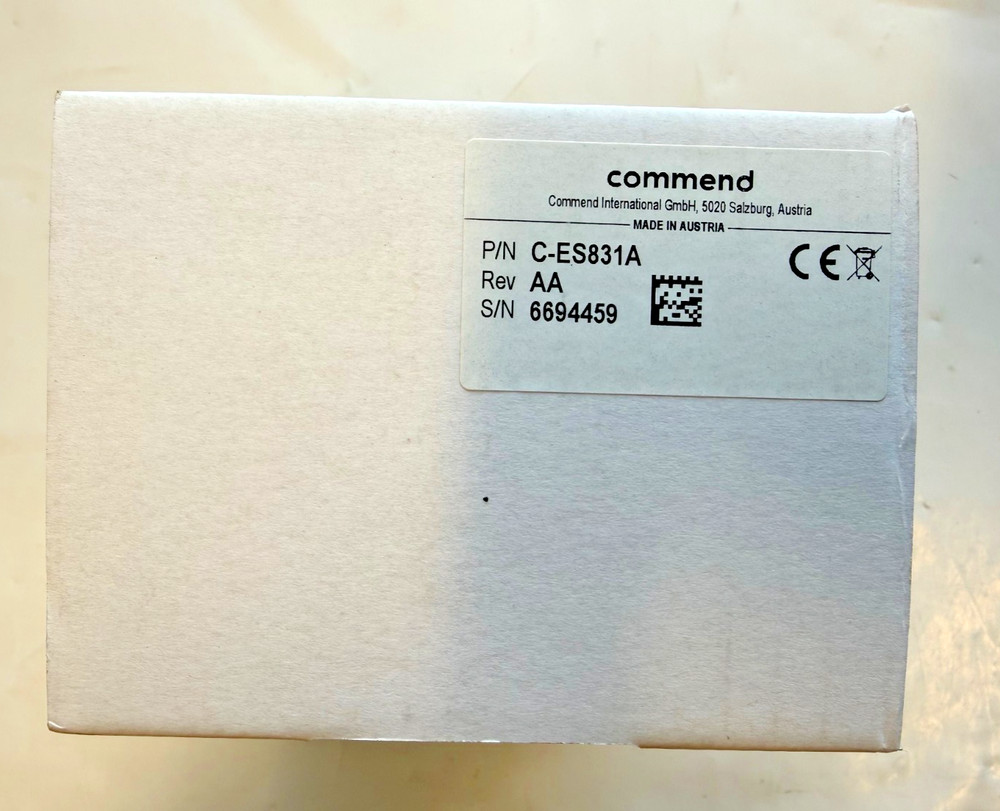 commend
Commend International GmbH, 5020 Salzburg, Austria
MADE IN AUSTRIA
P/N C-ES831A
Rev AA
S/N 6694459
CE